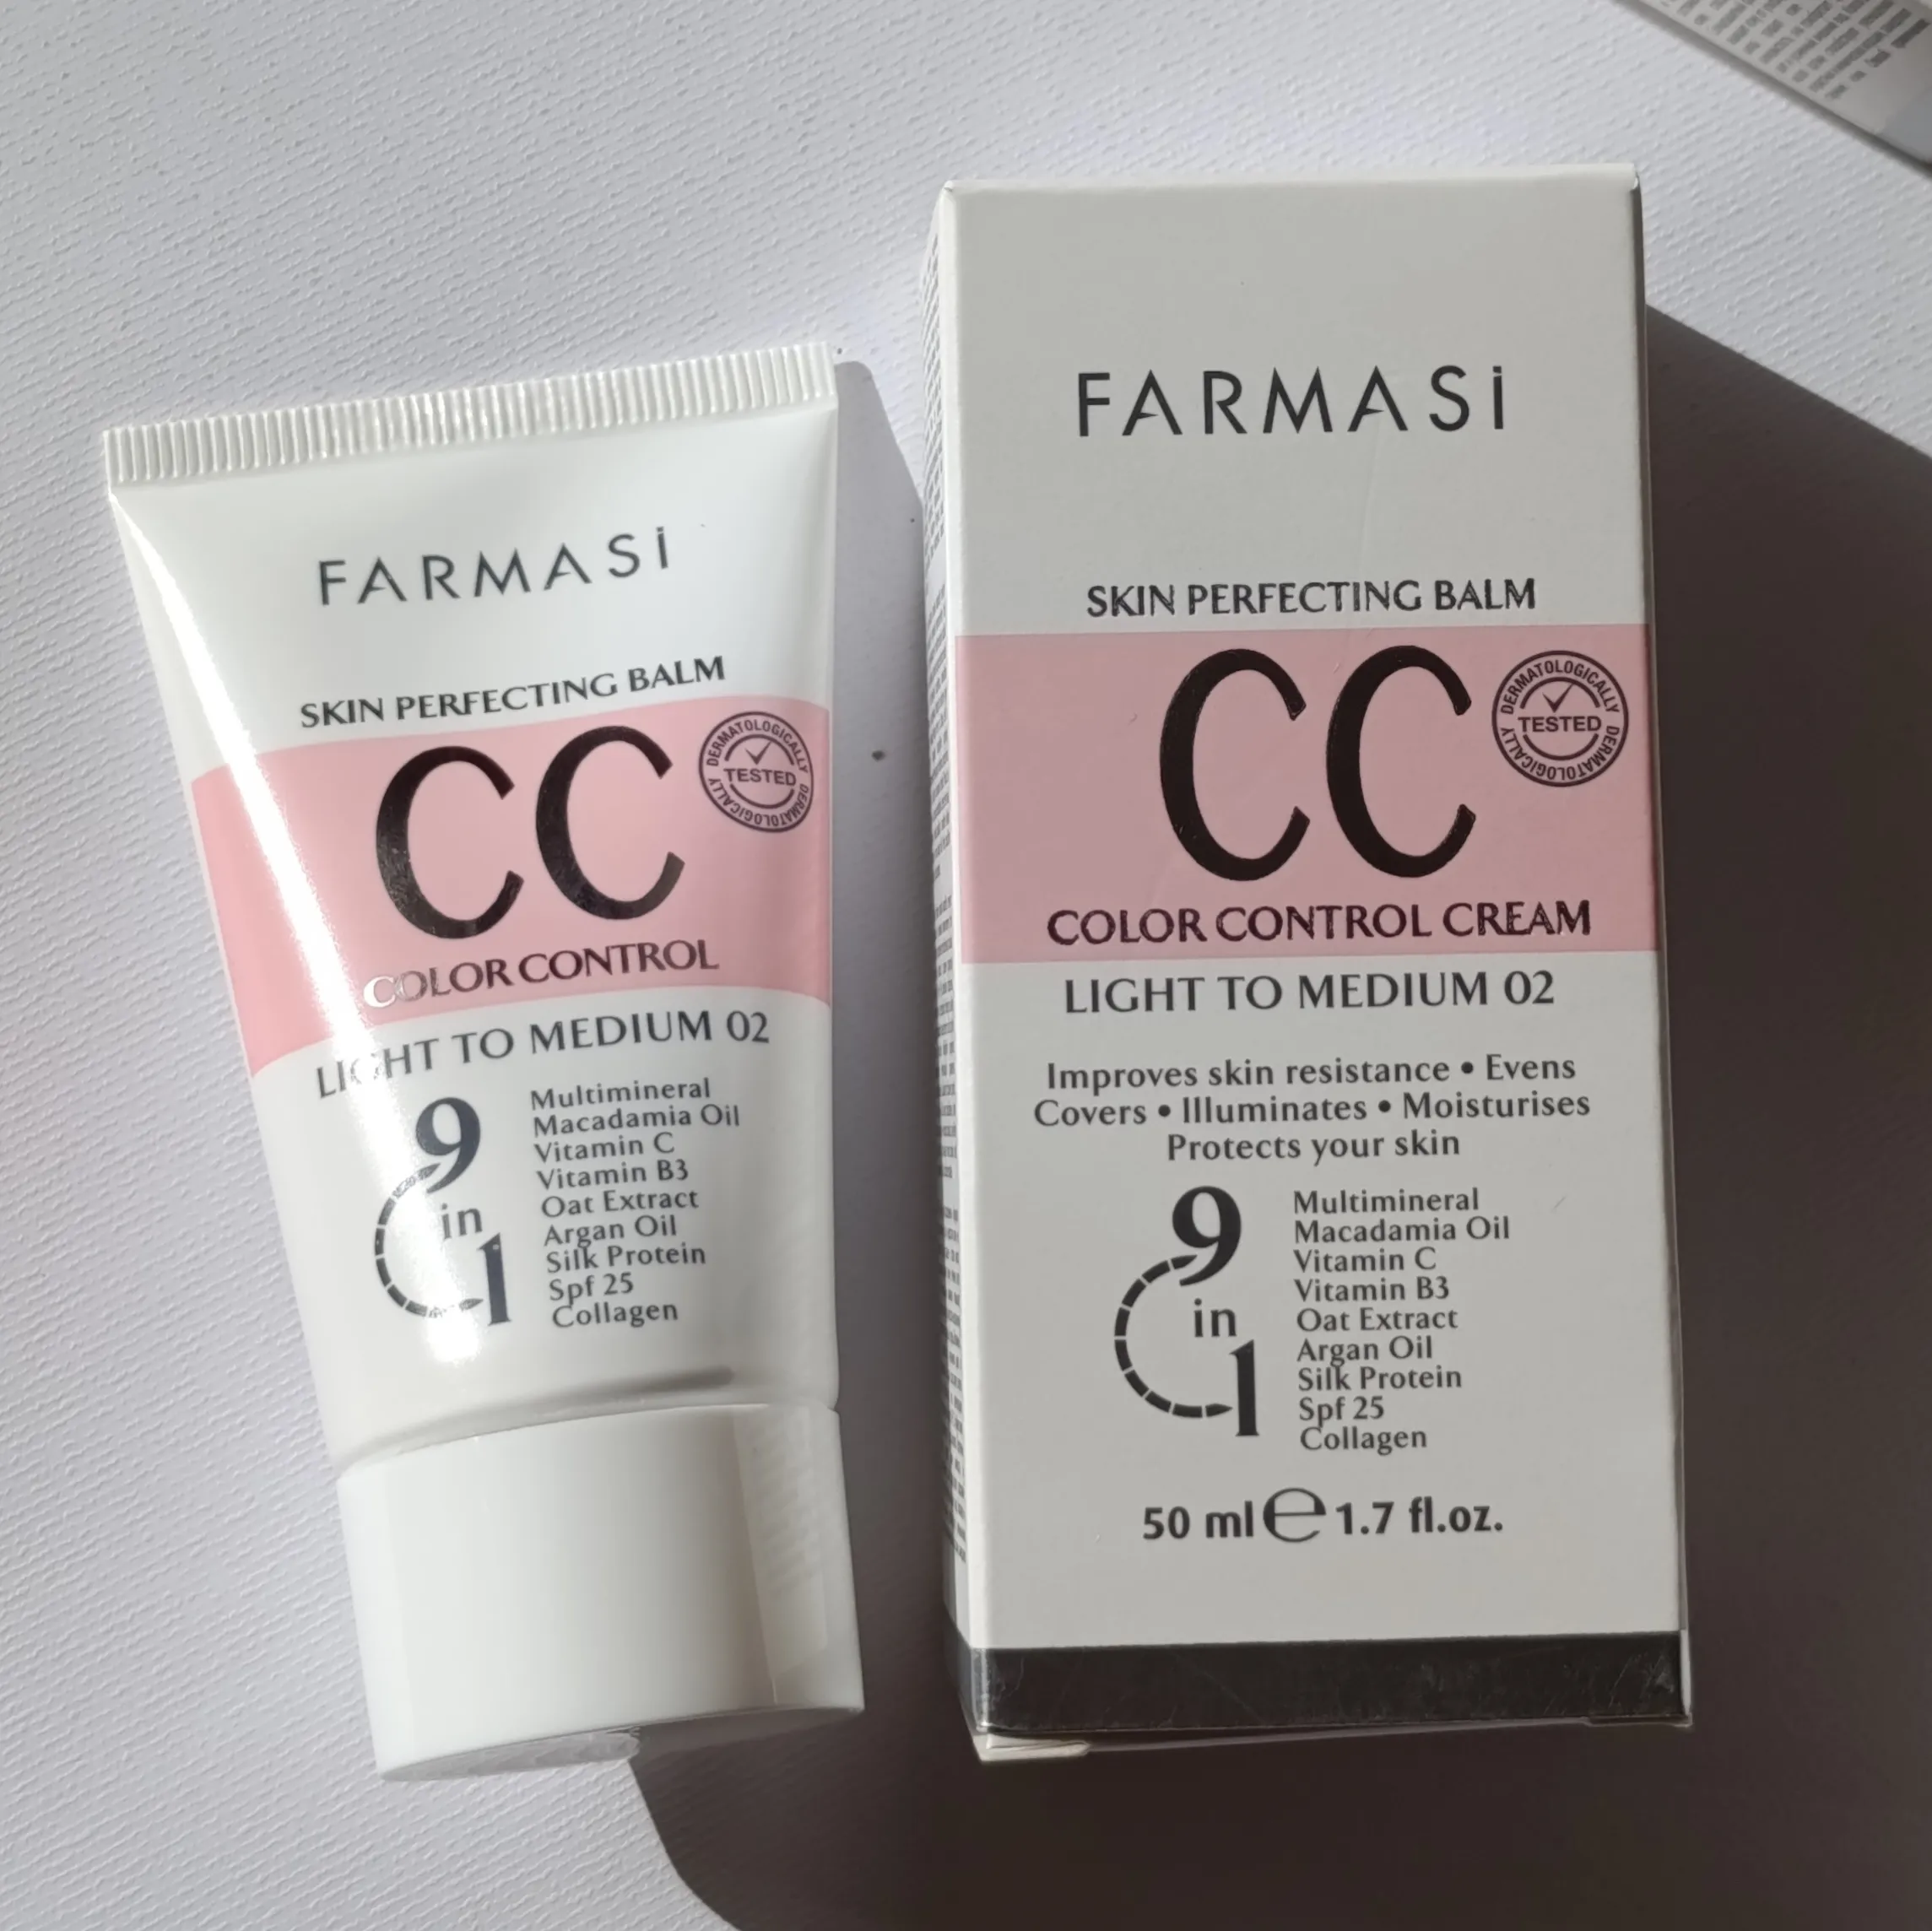 FARMASİ
SKIN PERFECTING BALM
CC
DERMATOLOGICALLY
TESTED
DERMATOLOGICALLY
COLOR CONTROL
LIGHT TO MEDIUM 02
9 in 1
Multimineral
Macadamia Oil
Vitamin C
Vitamin B3
Oat Extract
Argan Oil
Silk Protein
Spf 25
Collagen
FARMASİ
SKIN PERFECTING BALM
CC
DERMATOLOGICALLY
TESTED
DERMATOLOGICALLY
COLOR CONTROL CREAM
LIGHT TO MEDIUM 02
Improves skin resistance • Evens
Covers • Illuminates • Moisturises
Protects your skin
9 in 1
Multimineral
Macadamia Oil
Vitamin C
Vitamin B3
Oat Extract
Argan Oil
Silk Protein
Spf 25
Collagen
50 ml ℮ 1.7 fl.oz.